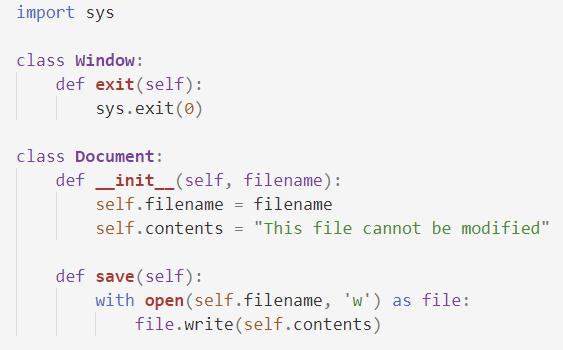 import sys

class Window:
    def exit(self):
        sys.exit(0)

class Document:
    def __init__(self, filename):
        self.filename = filename
        self.contents = "This file cannot be modified"

    def save(self):
        with open(self.filename, 'w') as file:
            file.write(self.contents)